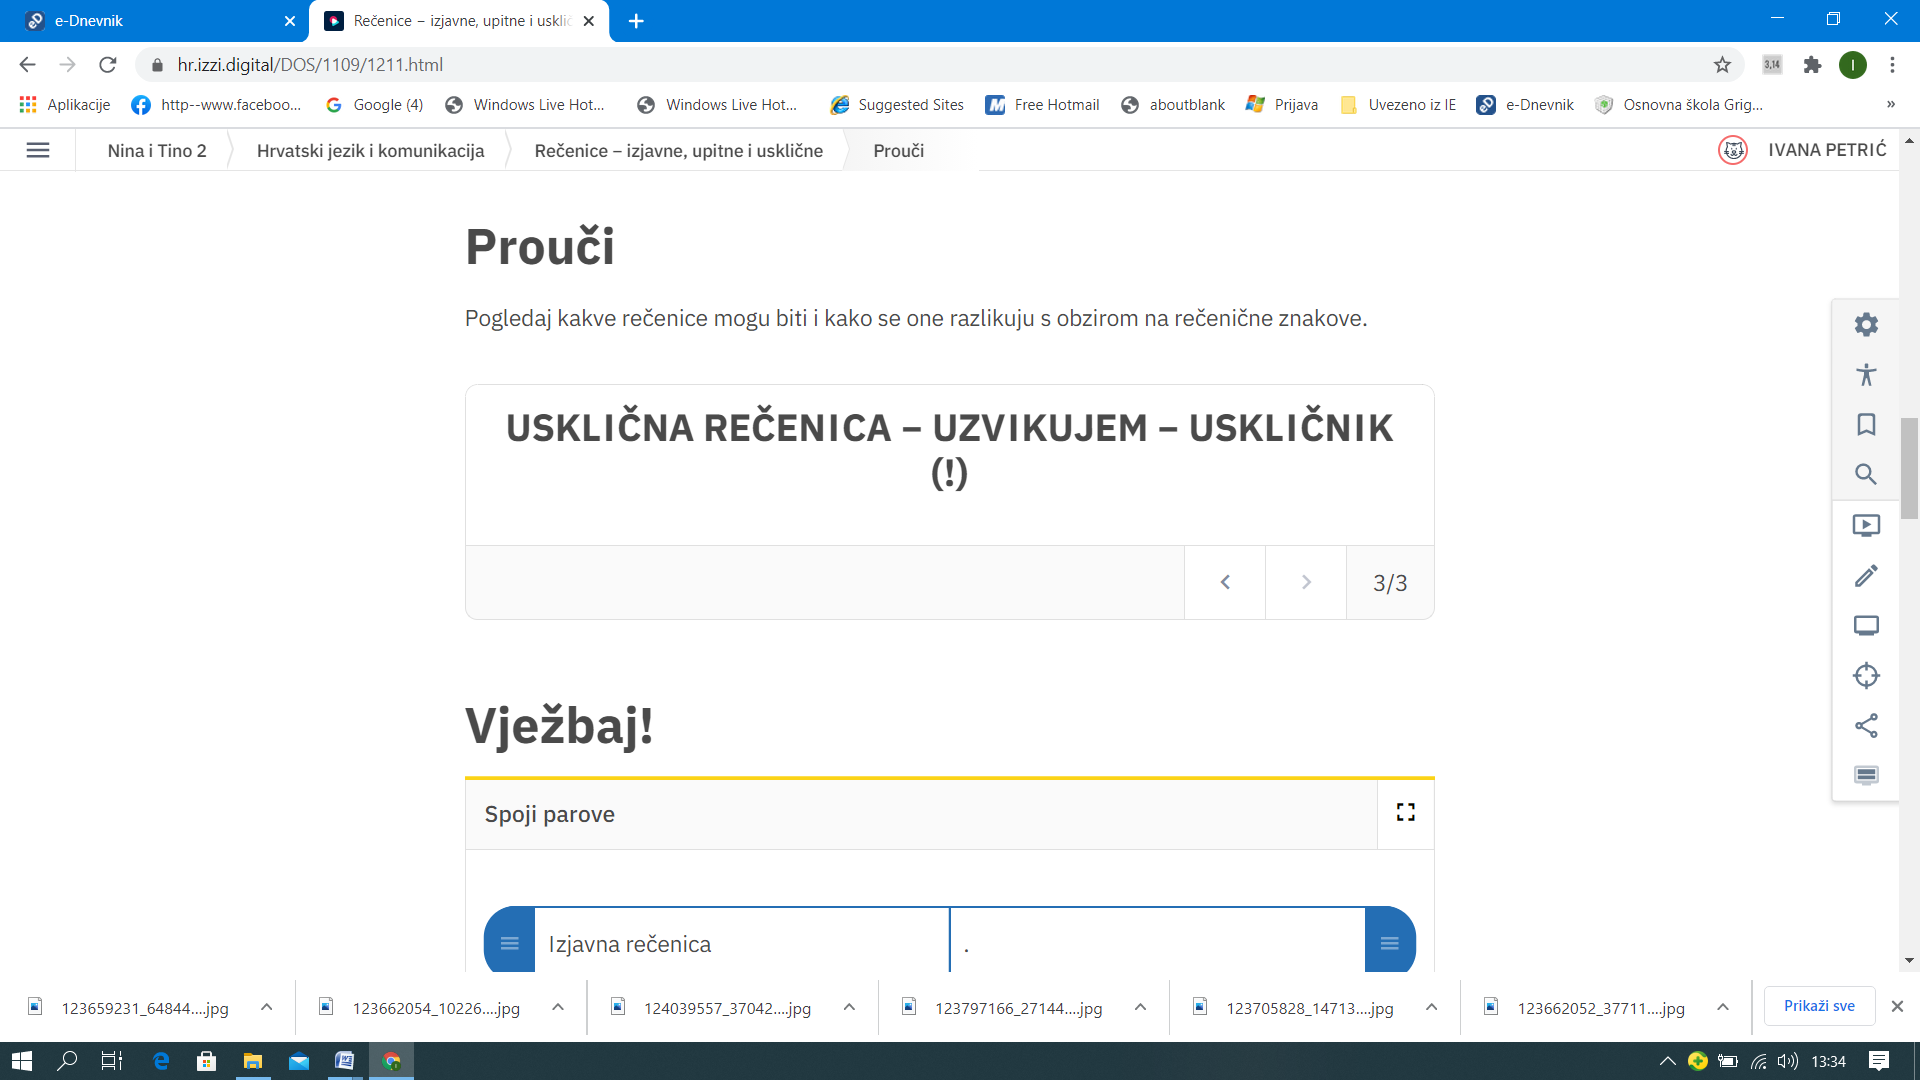 e-Dnevnik
Rečenice – izjavne, upitne i usklič
hr.izzi.digital/DOS/1109/1211.html
3,14
I
Aplikacije
http--www.faceboo...
Google (4)
Windows Live Hot...
Windows Live Hot...
Suggested Sites
Free Hotmail
aboutblank
Prijava
Uvezeno iz IE
e-Dnevnik
Osnovna škola Grig...
»
Nina i Tino 2
Hrvatski jezik i komunikacija
Rečenice – izjavne, upitne i usklične
Prouči
IVANA PETRIĆ
Prouči
Pogledaj kakve rečenice mogu biti i kako se one razlikuju s obzirom na rečenične znakove.
USKLIČNA REČENICA – UZVIKUJEM – USKLIČNIK
(!)
3/3
Vježbaj!
Spoji parove
Izjavna rečenica
.
123659231_64844....jpg
123662054_10226....jpg
124039557_37042....jpg
123797166_27144....jpg
123705828_14713....jpg
123662052_37711....jpg
Prikaži sve
13:34